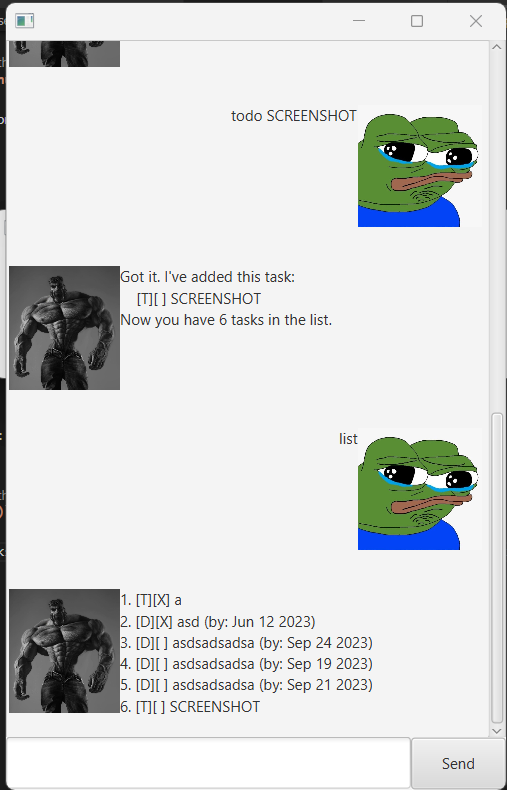 todo SCREENSHOT
Got it. I've added this task:
[T][ ] SCREENSHOT
Now you have 6 tasks in the list.
list
1. [T][X] a
2. [D][X] asd (by: Jun 12 2023)
3. [D][ ] asdsadsadsa (by: Sep 24 2023)
4. [D][ ] asdsadsadsa (by: Sep 19 2023)
5. [D][ ] asdsadsadsa (by: Sep 21 2023)
6. [T][ ] SCREENSHOT
Send